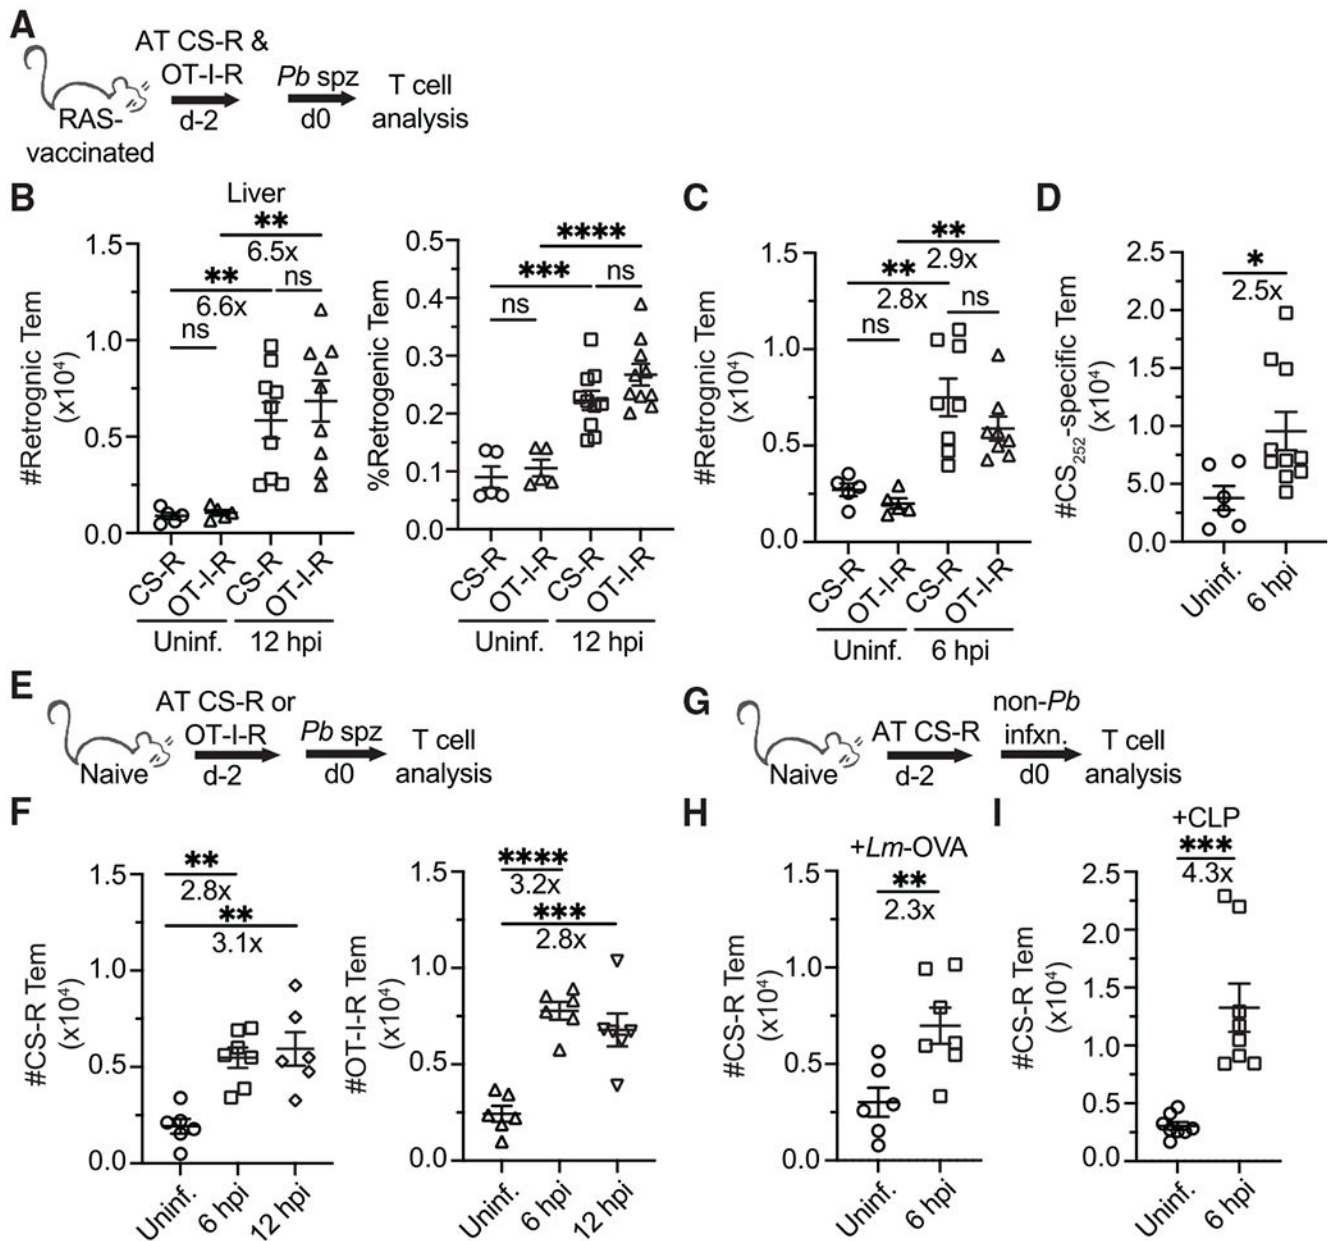 A
AT CS-R &
OT-I-R
d-2
Pb spz
d0
T cell
analysis
RAS-
vaccinated
B
Liver
#Retrognic Tem
(x10⁴)
1.5
1.0
0.5
0.0
**
6.5x
**
6.6x
ns
ns
CS-R
OT-I-R
CS-R
OT-I-R
Uninf.
12 hpi
%Retrogenic Tem
0.5
0.4
0.3
0.2
0.1
0.0
****
***
ns
ns
CS-R
OT-I-R
CS-R
OT-I-R
Uninf.
12 hpi
C
#Retrognic Tem
(x10⁴)
1.5
1.0
0.5
0.0
**
2.9x
**
2.8x
ns
ns
CS-R
OT-I-R
CS-R
OT-I-R
Uninf.
6 hpi
D
#CS₂₅₂-specific Tem
(x10⁴)
2.5
2.0
1.5
1.0
5.0
0.0
*
2.5x
Uninf.
6 hpi
E
AT CS-R or
OT-I-R
d-2
Pb spz
d0
T cell
analysis
Naive
F
#CS-R Tem
(x10⁴)
1.5
1.0
0.5
0.0
**
2.8x
**
3.1x
Uninf.
6 hpi
12 hpi
#OT-I-R Tem
(x10⁴)
1.5
1.0
0.5
0.0
****
3.2x
***
2.8x
Uninf.
6 hpi
12 hpi
G
AT CS-R
d-2
non-Pb
infxn.
d0
T cell
analysis
Naive
H
+Lm-OVA
#CS-R Tem
(x10⁴)
1.5
1.0
0.5
0.0
**
2.3x
Uninf.
6 hpi
I
+CLP
#CS-R Tem
(x10⁴)
2.5
2.0
1.5
1.0
0.5
0.0
***
4.3x
Uninf.
6 hpi